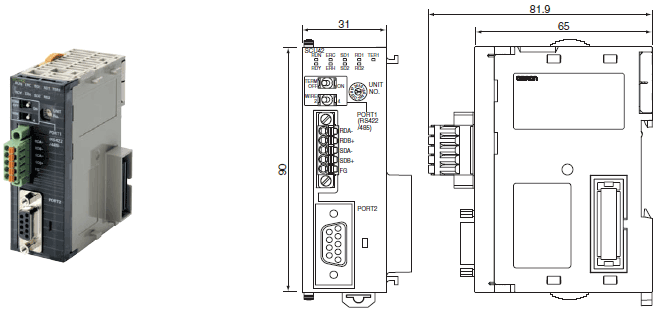 31
81.9
65
90
SCU42
RUN ERC SD1 RD1 TER1
RDY ERH SD2 RD2
TERM
OFF ON
WIRE
2 4
UNIT
NO.
PORT1
(RS422
/485)
RDA-
RDB+
SDA-
SDB+
FG
PORT2
OMRON